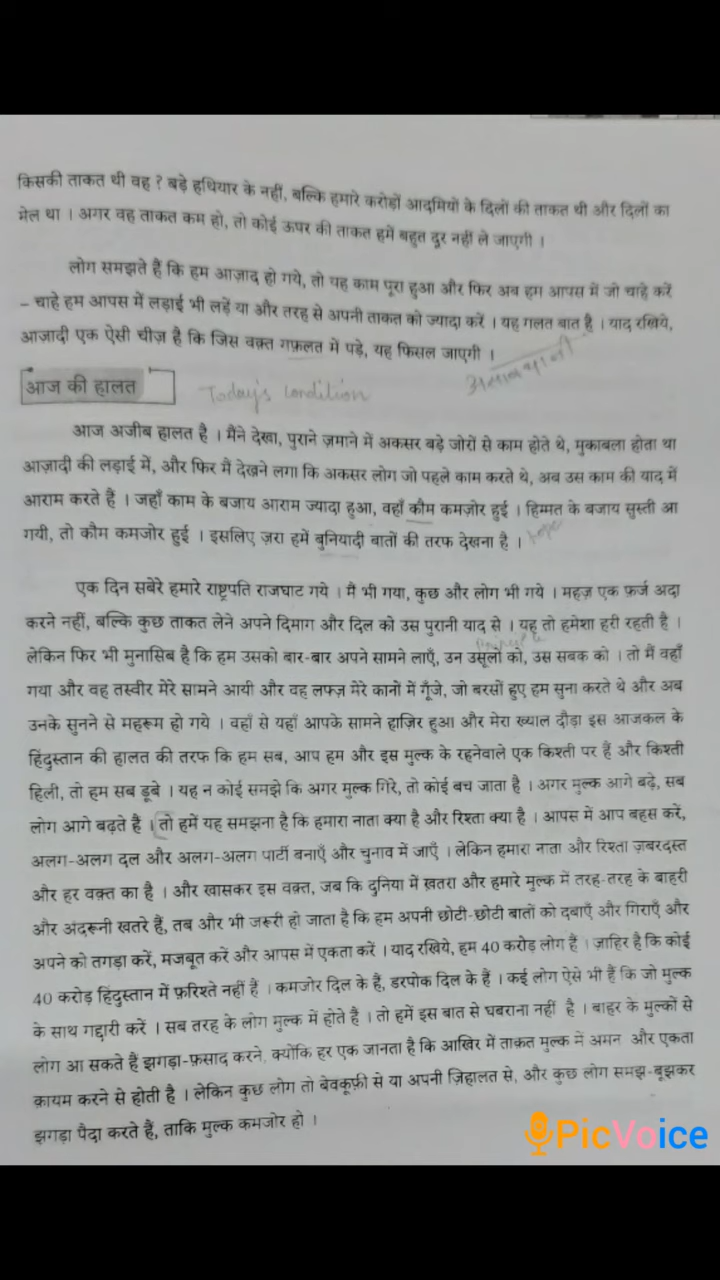 किसकी ताकत थी वह ? बड़े हथियार के नहीं, बल्कि हमारे करोड़ों आदमियों के दिलों की ताकत थी और दिलों का
मेल था । अगर वह ताकत कम हो, तो कोई ऊपर की ताकत हमें बहुत दूर नहीं ले जाएगी ।
लोग समझते हैं कि हम आज़ाद हो गये, तो यह काम पूरा हुआ और फिर अब हम आपस में जो चाहे करें
– चाहे हम आपस में लड़ाई भी लड़ें या और तरह से अपनी ताकत को ज्यादा करें । यह गलत बात है । याद रखिये,
आज़ादी एक ऐसी चीज़ है कि जिस वक़्त गफ़लत में पड़े, यह फिसल जाएगी ।
असावधानी
आज की हालत
Today's condition
आज अजीब हालत है । मैंने देखा, पुराने ज़माने में अकसर बड़े जोरों से काम होते थे, मुकाबला होता था
आज़ादी की लड़ाई में, और फिर मैं देखने लगा कि अकसर लोग जो पहले काम करते थे, अब उस काम की याद में
आराम करते हैं । जहाँ काम के बजाय आराम ज्यादा हुआ, वहाँ कौम कमज़ोर हुई । हिम्मत के बजाय सुस्ती आ
गयी, तो कौम कमजोर हुई । इसलिए ज़रा हमें बुनियादी बातों की तरफ देखना है ।
एक दिन सबेरे हमारे राष्ट्रपति राजघाट गये । मैं भी गया, कुछ और लोग भी गये । महज़ एक फ़र्ज अदा
करने नहीं, बल्कि कुछ ताकत लेने अपने दिमाग और दिल को उस पुरानी याद से । यह तो हमेशा हरी रहती है ।
लेकिन फिर भी मुनासिब है कि हम उसको बार-बार अपने सामने लाएँ, उन उसूलों को, उस सबक को । तो मैं वहाँ
गया और वह तस्वीर मेरे सामने आयी और वह लफ्ज़ मेरे कानों में गूँजे, जो बरसों हुए हम सुना करते थे और अब
उनके सुनने से महरूम हो गये । वहाँ से यहाँ आपके सामने हाज़िर हुआ और मेरा ख्याल दौड़ा इस आजकल के
हिंदुस्तान की हालत की तरफ कि हम सब, आप हम और इस मुल्क के रहनेवाले एक किश्ती पर हैं और किश्ती
हिली, तो हम सब डूबे । यह न कोई समझे कि अगर मुल्क गिरे, तो कोई बच जाता है । अगर मुल्क आगे बढ़े, सब
लोग आगे बढ़ते हैं । तो हमें यह समझना है कि हमारा नाता क्या है और रिश्ता क्या है । आपस में आप बहस करें,
अलग-अलग दल और अलग-अलग पार्टी बनाएँ और चुनाव में जाएँ । लेकिन हमारा नाता और रिश्ता ज़बरदस्त
और हर वक़्त का है । और खासकर इस वक़्त, जब कि दुनिया में खतरा और हमारे मुल्क में तरह-तरह के बाहरी
और अंदरूनी खतरे हैं, तब और भी जरूरी हो जाता है कि हम अपनी छोटी-छोटी बातों को दबाएँ और गिराएँ और
अपने को तगड़ा करें, मजबूत करें और आपस में एकता करें । याद रखिये, हम 40 करोड़ लोग हैं । ज़ाहिर है कि कोई
40 करोड़ हिंदुस्तान में फ़रिश्ते नहीं हैं । कमजोर दिल के हैं, डरपोक दिल के हैं । कई लोग ऐसे भी हैं कि जो मुल्क
के साथ गद्दारी करें । सब तरह के लोग मुल्क में होते हैं । तो हमें इस बात से घबराना नहीं है । बाहर के मुल्कों से
लोग आ सकते हैं झगड़ा-फ़साद करने, क्योंकि हर एक जानता है कि आखिर में ताकत मुल्क में अमन और एकता
क़ायम करने से होती है । लेकिन कुछ लोग तो बेवकूफ़ी से या अपनी ज़िहालत से, और कुछ लोग समझ-बूझकर
झगड़ा पैदा करते हैं, ताकि मुल्क कमजोर हो ।
PicVoice